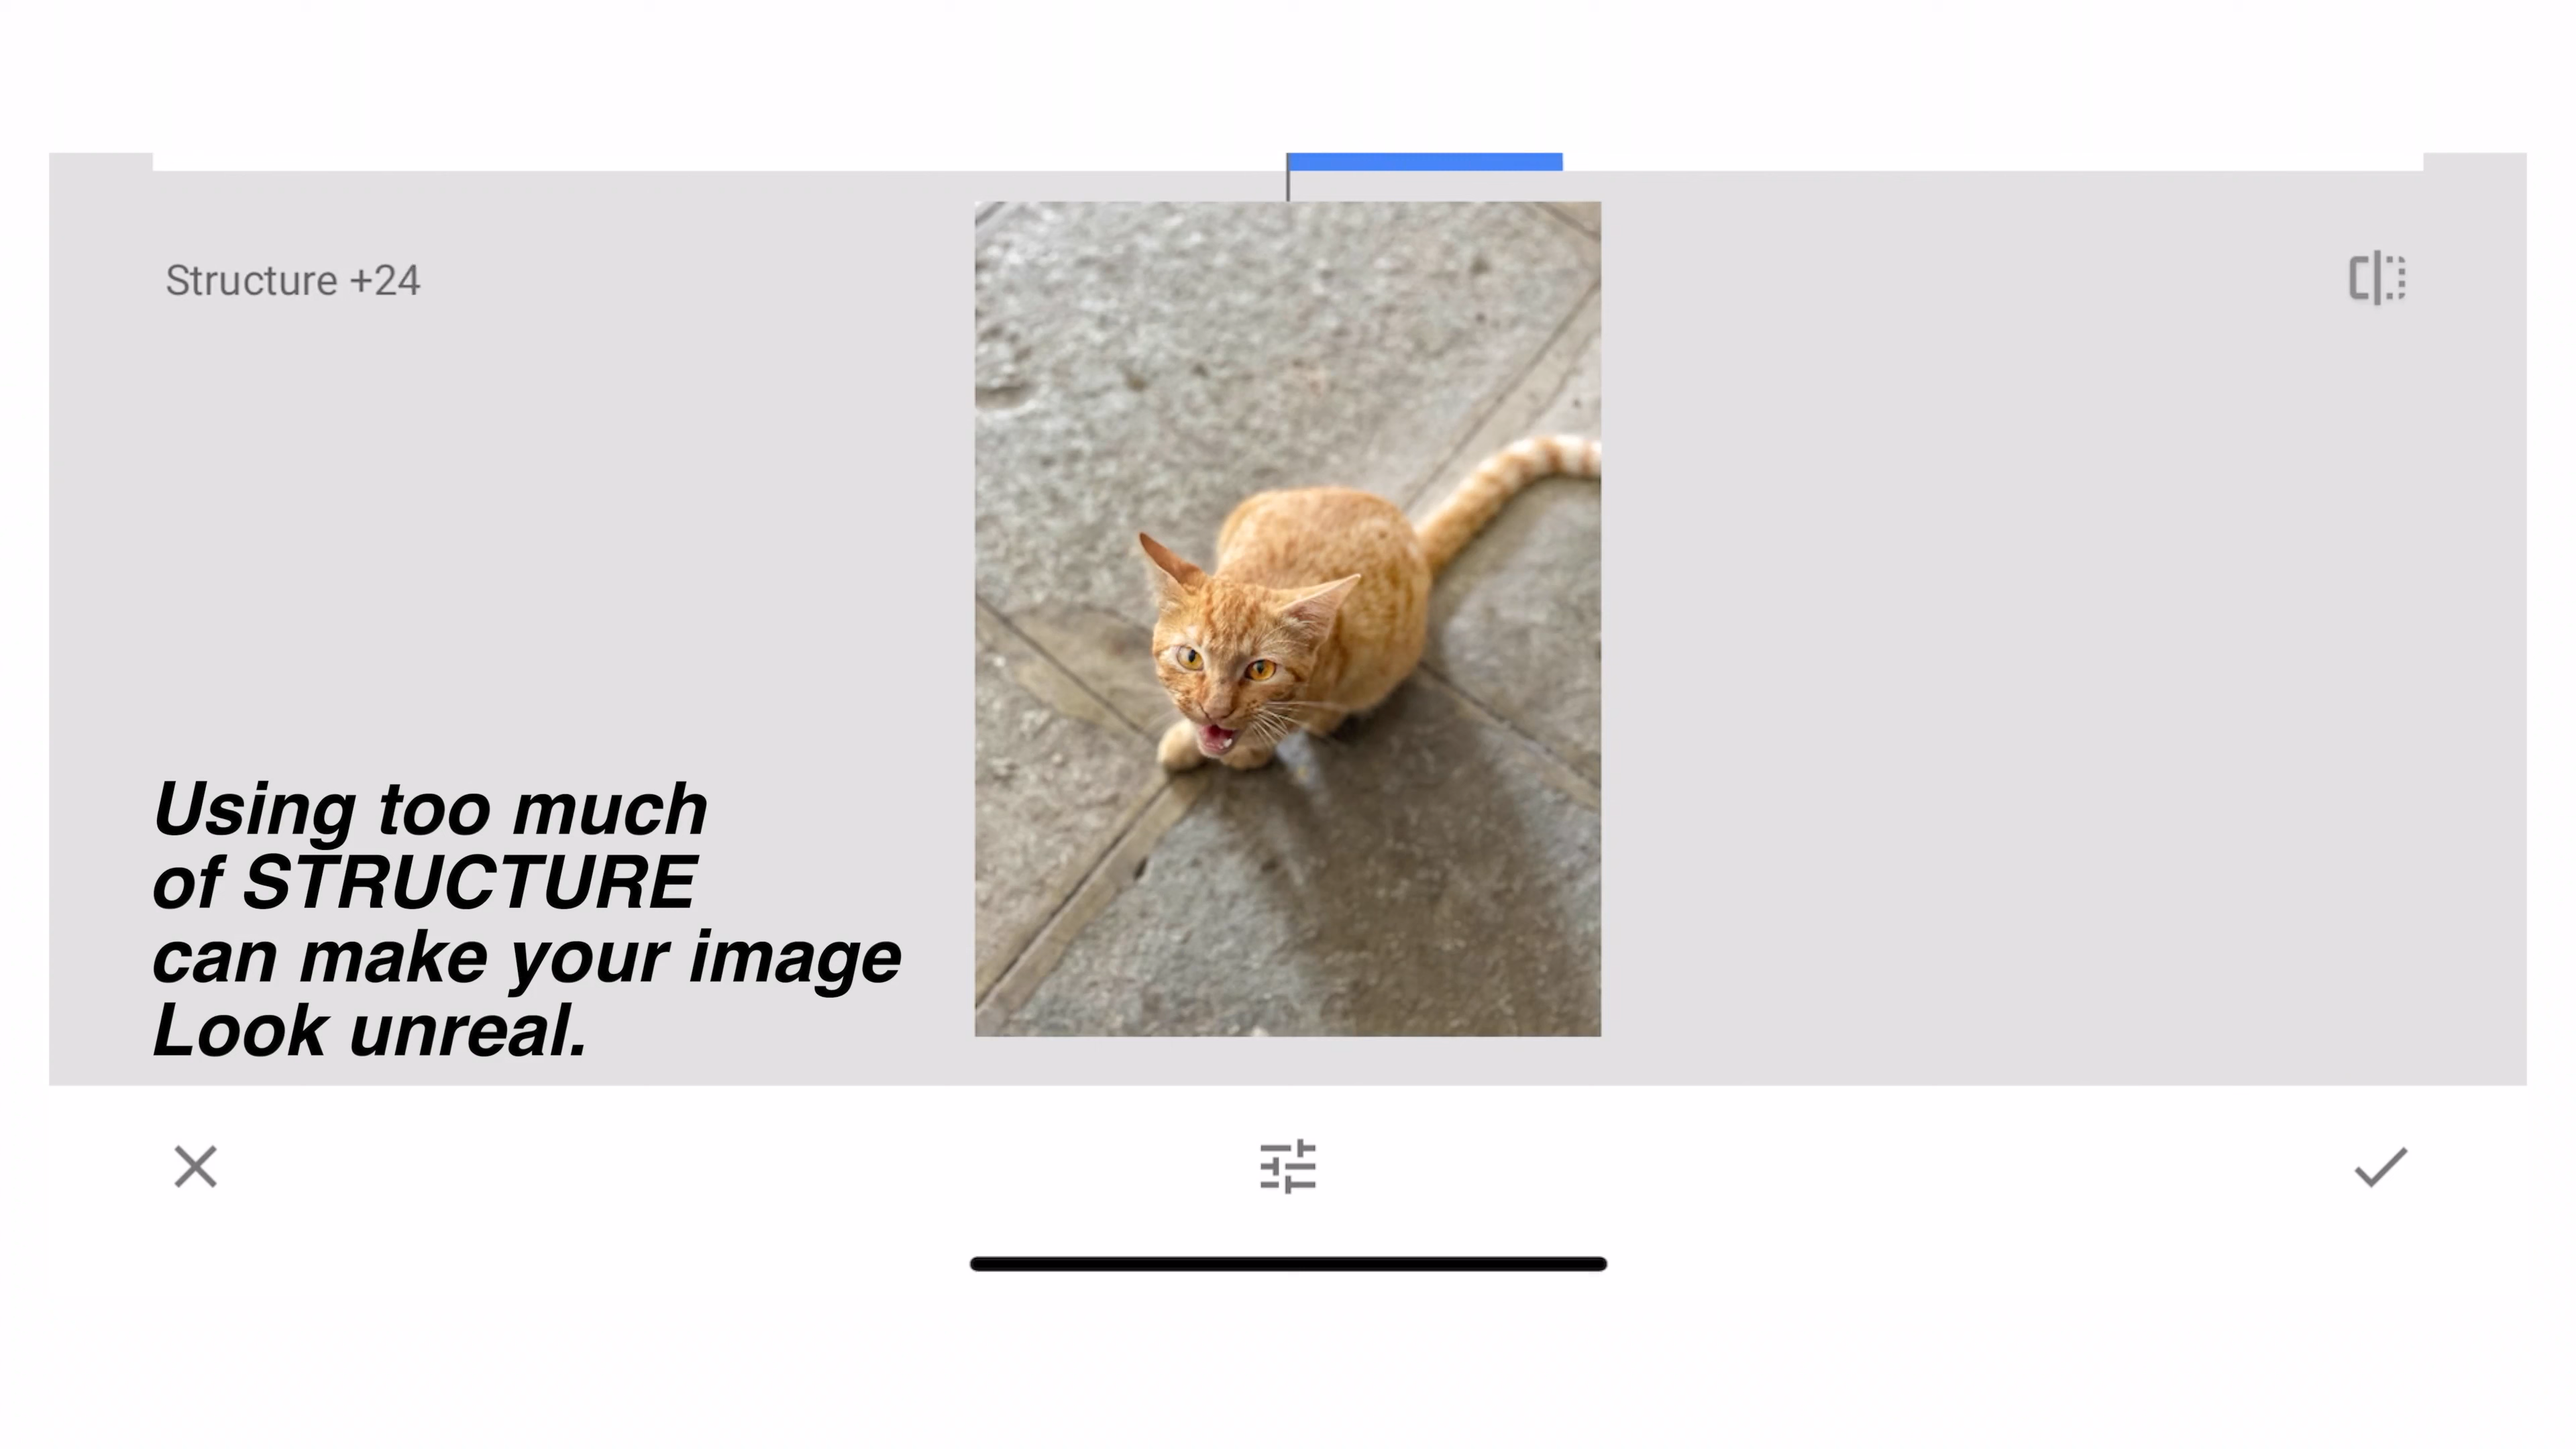 Structure +24
Using too much
of STRUCTURE
can make your image
Look unreal.